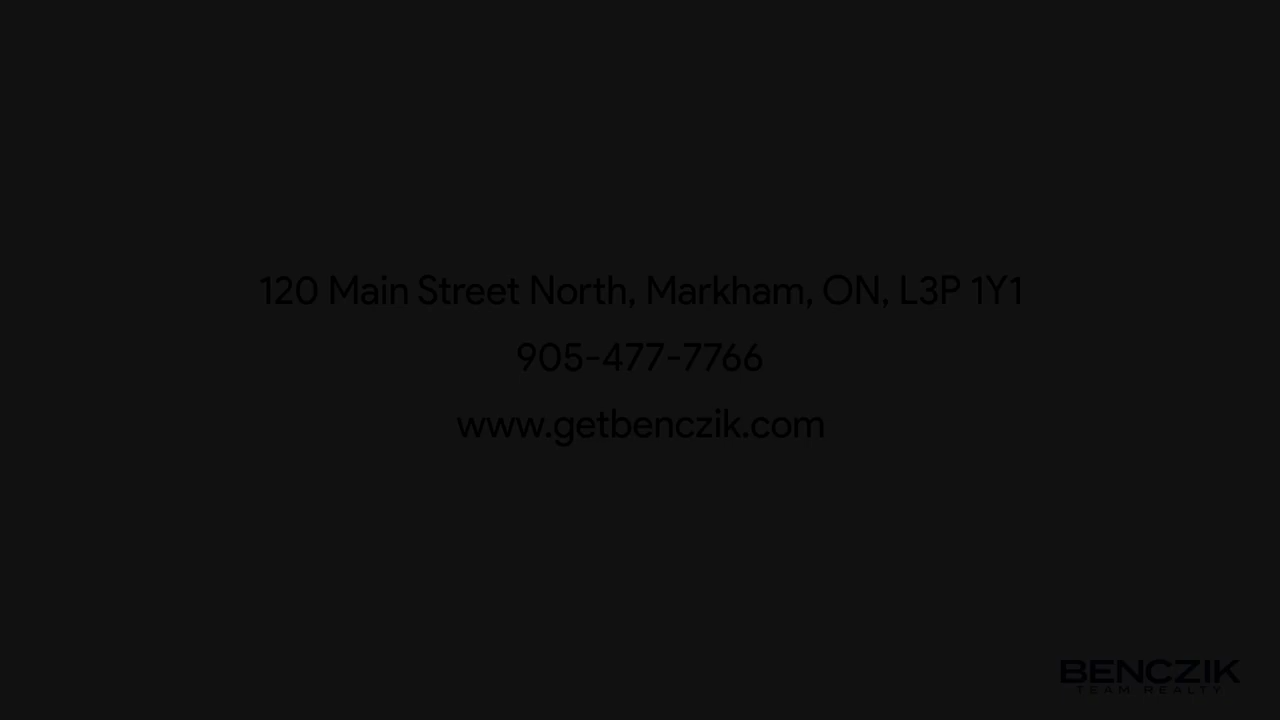 120 Main Street North, Markham, ON, L3P 1Y1
905-477-7766
www.getbenczik.com
BENCZIK
TEAM REALTY